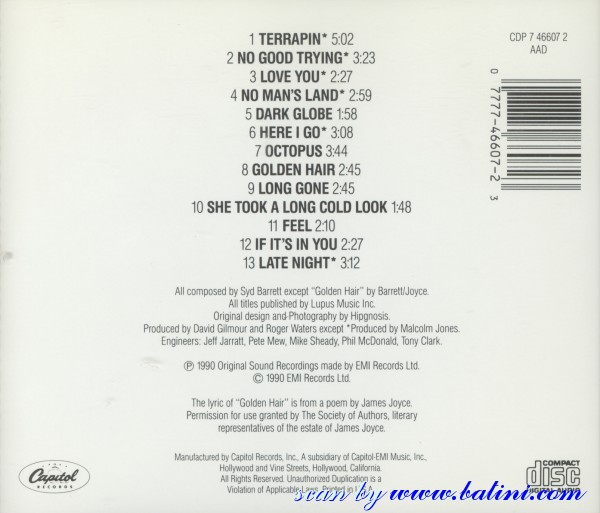 1 TERRAPIN* 5:02
2 NO GOOD TRYING* 3:23
3 LOVE YOU* 2:27
4 NO MAN'S LAND* 2:59
5 DARK GLOBE 1:58
6 HERE I GO* 3:08
7 OCTOPUS 3:44
8 GOLDEN HAIR 2:45
9 LONG GONE 2:45
10 SHE TOOK A LONG COLD LOOK 1:48
11 FEEL 2:10
12 IF IT'S IN YOU 2:27
13 LATE NIGHT* 3:12
CDP 7 46607 2
AAD
0 7777-46607-2 3
All composed by Syd Barrett except "Golden Hair" by Barrett/Joyce.
All titles published by Lupus Music Inc.
Original design and Photography by Hipgnosis.
Produced by David Gilmour and Roger Waters except *Produced by Malcolm Jones.
Engineers: Jeff Jarratt, Pete Mew, Mike Sheady, Phil McDonald, Tony Clark.
℗ 1990 Original Sound Recordings made by EMI Records Ltd.
© 1990 EMI Records Ltd.
The lyric of "Golden Hair" is from a poem by James Joyce.
Permission for use granted by The Society of Authors, literary
representatives of the estate of James Joyce.
Manufactured by Capitol Records, Inc., A susidiary of Capitol-EMI Music, Inc.,
Hollywood and Vine Streets, Hollywood, California.
All Rights Reserved. Unauthorized Duplication is a
Violation of Applicable Laws. Printed in U.S.A.
Capitol
RECORDS
COMPACT
disc
DIGITAL AUDIO
scan by www.batini.com